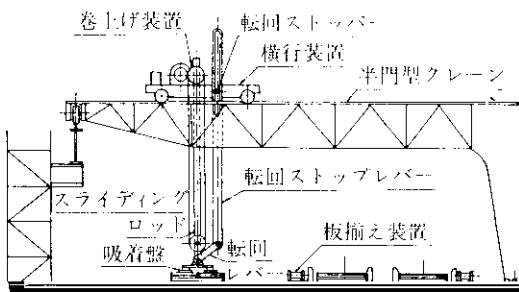 巻上げ装置
転回ストッパー
横行装置
半門型クレーン
スライディング
ロッド
転回ストップレバー
吸着盤
転回
レバー
板揃え装置